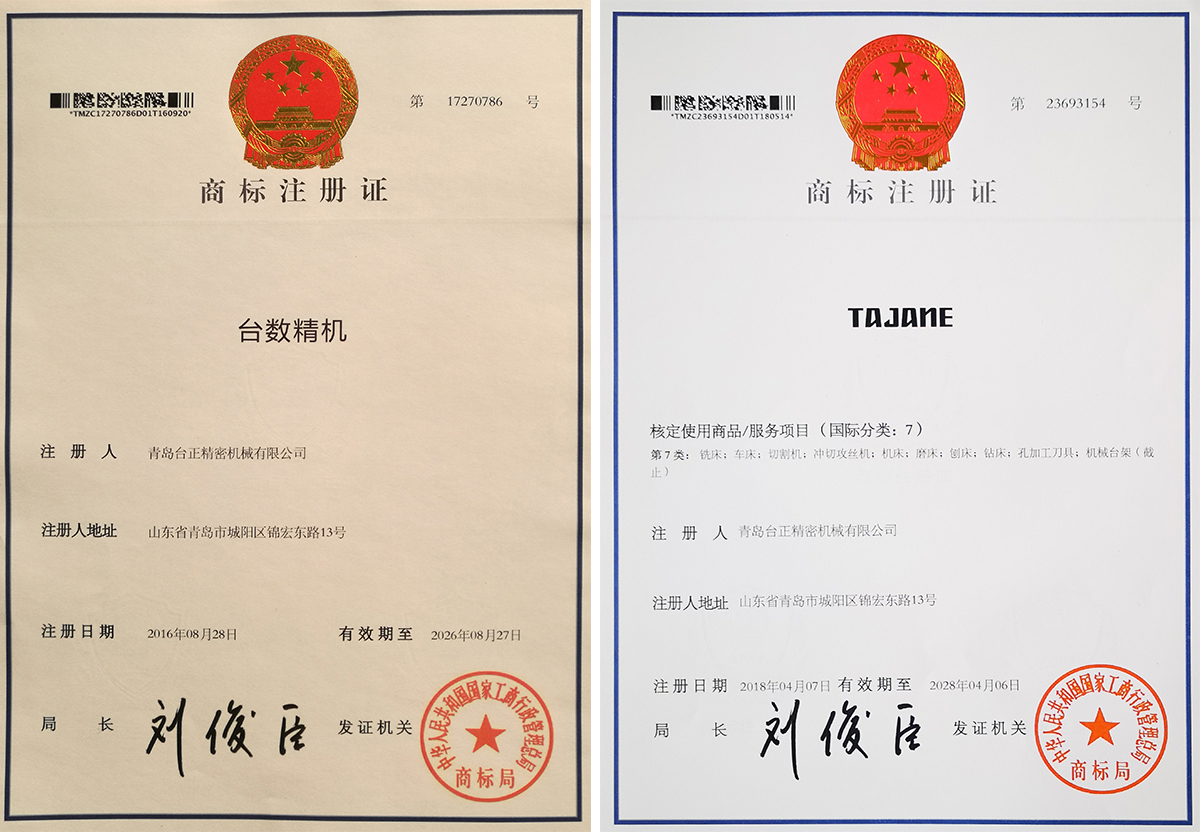 *TMZC17270786D01T160920*
第 17270786 号
商标注册证
台数精机
注册人 青岛台正精密机械有限公司
注册人地址 山东省青岛市城阳区锦宏东路13号
注册日期 2016年08月28日 有效期至 2026年08月27日
局长 刘俊臣 发证机关
中华人民共和国国家工商行政管理总局
商标局
*TMZC23693154D01T180514*
第 23693154 号
商标注册证
TAJANE
核定使用商品/服务项目（国际分类：7）
第7类：铣床；车床；切割机；冲切攻丝机；机床；磨床；刨床；钻床；孔加工刀具；机械台架（截
止）
注册人 青岛台正精密机械有限公司
注册人地址 山东省青岛市城阳区锦宏东路13号
注册日期 2018年04月07日 有效期至 2028年04月06日
局长 刘俊臣 发证机关
中华人民共和国国家工商行政管理总局
商标局